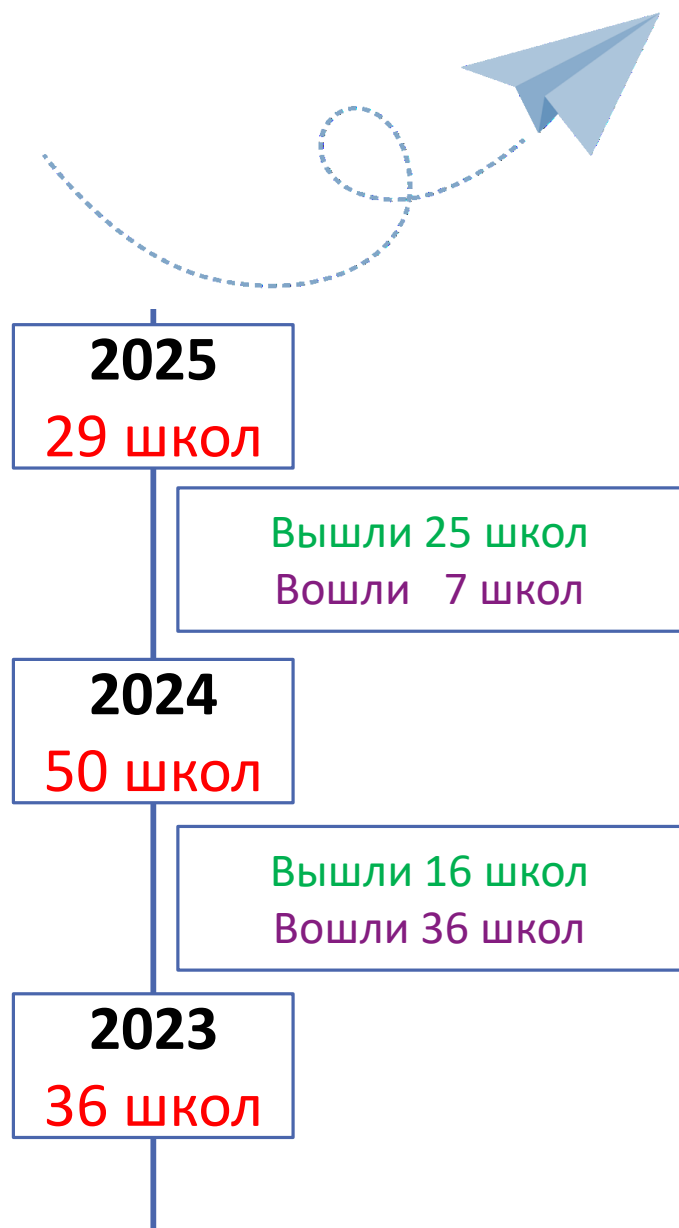 2025
29 школ
Вышли 25 школ
Вошли 7 школ
2024
50 школ
Вышли 16 школ
Вошли 36 школ
2023
36 школ